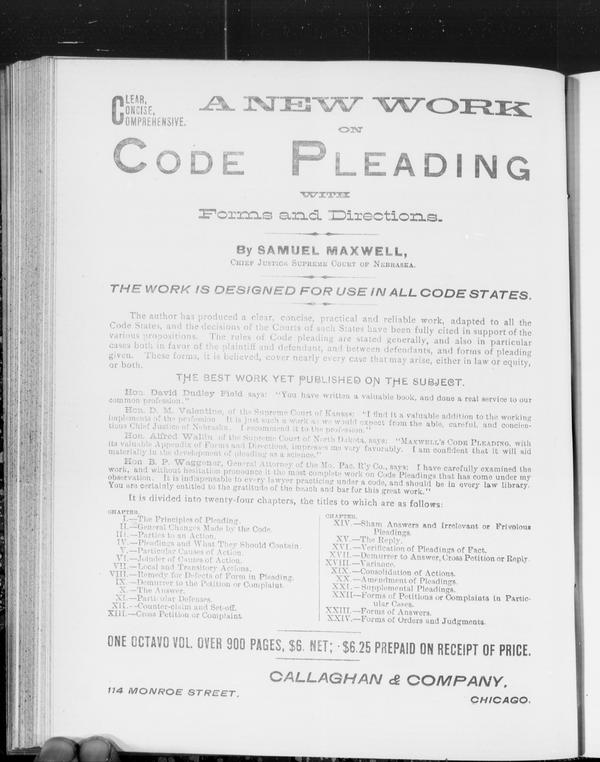 CLEAR,
CONCISE,
COMPREHENSIVE.
A NEW WORK
ON
CODE PLEADING
WITH
Forms and Directions.
By SAMUEL MAXWELL,
CHIEF JUSTICE SUPREME COURT OF NEBRASKA.
THE WORK IS DESIGNED FOR USE IN ALL CODE STATES.
The author has produced a clear, concise, practical and reliable work, adapted to all the
Code States, and the decisions of the Courts of such States have been fully cited in support of the
various propositions. The rules of Code pleading are stated generally, and also in particular
cases both in favor of the plaintiff and defendant, and between defendants, and forms of pleading
given. These forms, it is believed, cover nearly every case that may arise, either in law or equity,
or both.
THE BEST WORK YET PUBLISHED ON THE SUBJECT.
Hon. David Dudley Field says: "You have written a valuable book, and done a real service to our
common profession."
Hon. D. M. Valentine, of the Supreme Court of Kansas: "I find it a valuable addition to the working
implements of the profession It is just such a work as we would expect from the able, careful, and conscien-
tious Chief Justice of Nebraska. I recommend it to the profession."
Hon. Alfred Wallin of the Supreme Court of North Dakota, says: "MAXWELL'S CODE PLEADING, with
its valuable Appendix of Forms and Directions, impresses me very favorably. I am confident that it will aid
materially in the development of pleading as a science."
Hon B. P. Waggener, General Attorney of the Mo. Pac. R'y Co., says: I have carefully examined the
work, and without hesitation pronounce it the most complete work on Code Pleadings that has come under my
observation. It is indispensable to every lawyer practicing under a code, and should be in every law library.
You are certainly entitled to the gratitude of the bench and bar for this great work."
It is divided into twenty-four chapters, the titles to which are as follows:
CHAPTER.
I.—The Principles of Pleading.
II.—General Changes Made by the Code.
III.—Parties to an Action.
IV.—Pleadings and What They Should Contain.
V.—Particular Causes of Action.
VI.—Joinder of Causes of Action.
VII.—Local and Transitory Actions.
VIII.—Remedy for Defects of Form in Pleading.
IX.—Demurrer to the Petition or Complaint.
X.—The Answer.
XI.—Particular Defenses.
XII.—Counter-claim and Set-off.
XIII.—Cross Petition or Complaint.
CHAPTER.
XIV.—Sham Answers and Irrelevant or Frivolous
Pleadings.
XV.—The Reply.
XVI.—Verification of Pleadings of Fact.
XVII.—Demurrer to Answer, Cross Petition or Reply.
XVIII.—Variance.
XIX.—Consolidation of Actions.
XX.—Amendment of Pleadings.
XXI.—Supplemental Pleadings.
XXII—Forms of Petitions or Complaints in Partic-
ular Cases.
XXIII.—Forms of Answers.
XXIV.—Forms of Orders and Judgments.
ONE OCTAVO VOL. OVER 900 PAGES, $6. NET; - $6.25 PREPAID ON RECEIPT OF PRICE.
CALLAGHAN & COMPANY,
114 MONROE STREET,
CHICAGO.